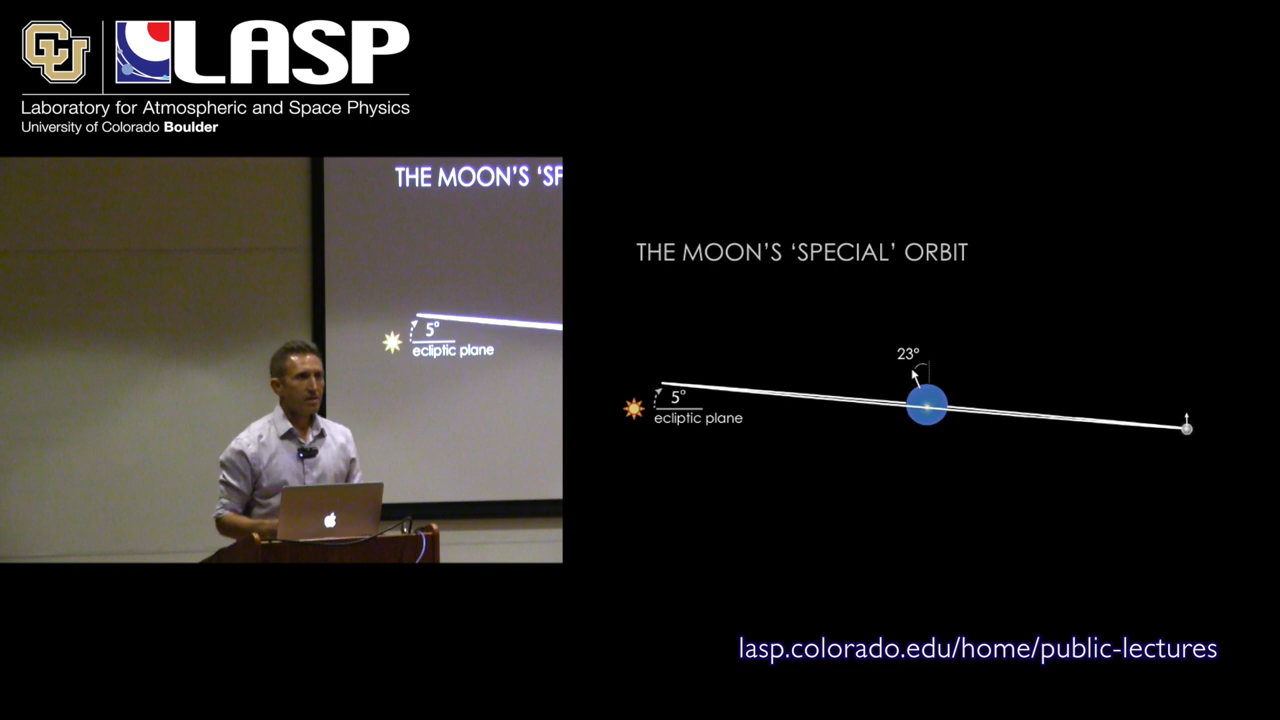 CU
LASP
Laboratory for Atmospheric and Space Physics
University of Colorado Boulder
THE MOON'S 'SP
5°
ecliptic plane
THE MOON'S 'SPECIAL' ORBIT
23°
5°
ecliptic plane
lasp.colorado.edu/home/public-lectures